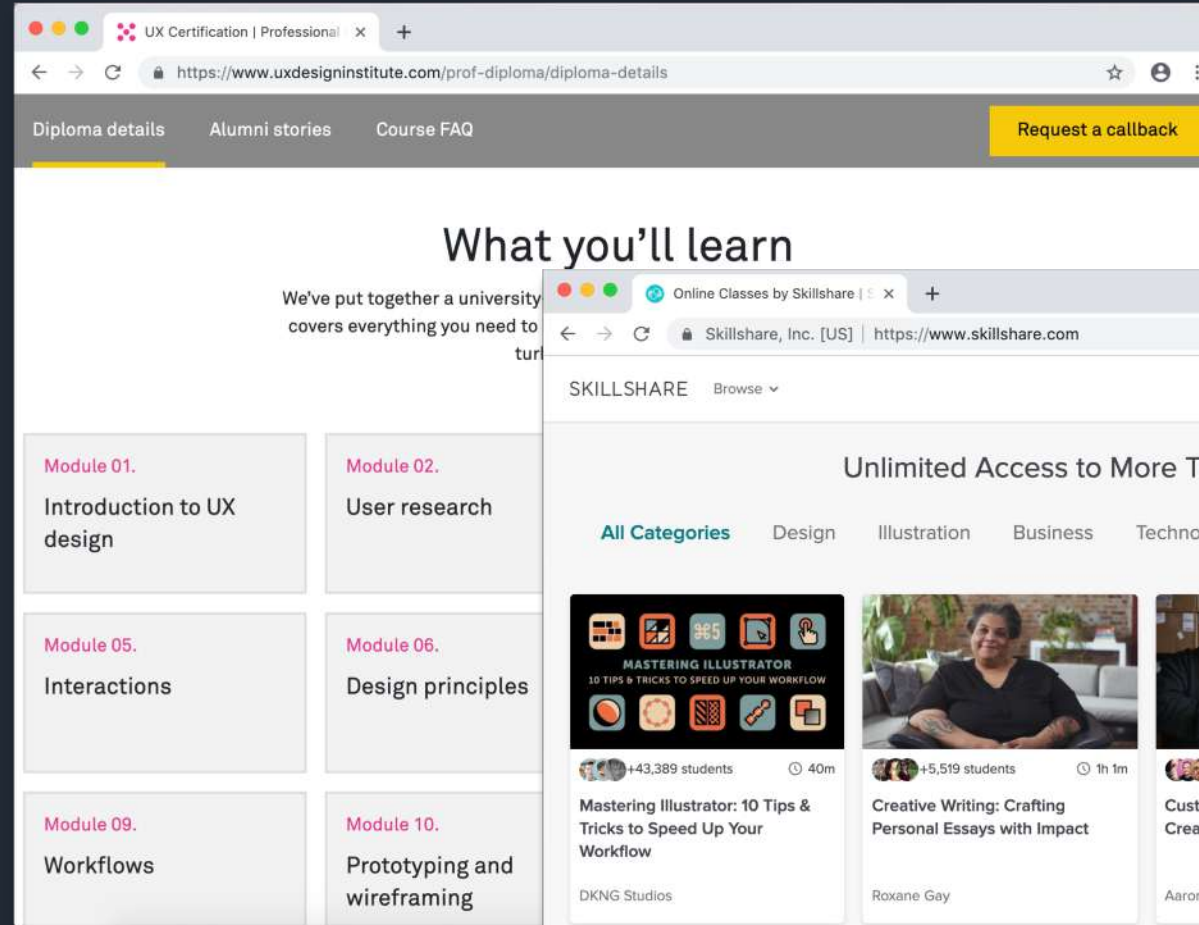 UX Certification | Professional
https://www.uxdesigninstitute.com/prof-diploma/diploma-details
Diploma details Alumni stories Course FAQ Request a callback
What you'll learn
We've put together a university
covers everything you need to
Module 01.
Introduction to UX
design
Module 02.
User research
Module 05.
Interactions
Module 06.
Design principles
Module 09.
Workflows
Module 10.
Prototyping and
wireframing
Online Classes by Skillshare |
Skillshare, Inc. [US] | https://www.skillshare.com
SKILLSHARE Browse
Unlimited Access to More
All Categories Design Illustration Business
⌘5
MASTERING ILLUSTRATOR
10 TIPS & TRICKS TO SPEED UP YOUR WORKFLOW
+43,389 students 40m
Mastering Illustrator: 10 Tips &
Tricks to Speed Up Your
Workflow
DKNG Studios
+5,519 students 1h 1m
Creative Writing: Crafting
Personal Essays with Impact
Roxane Gay